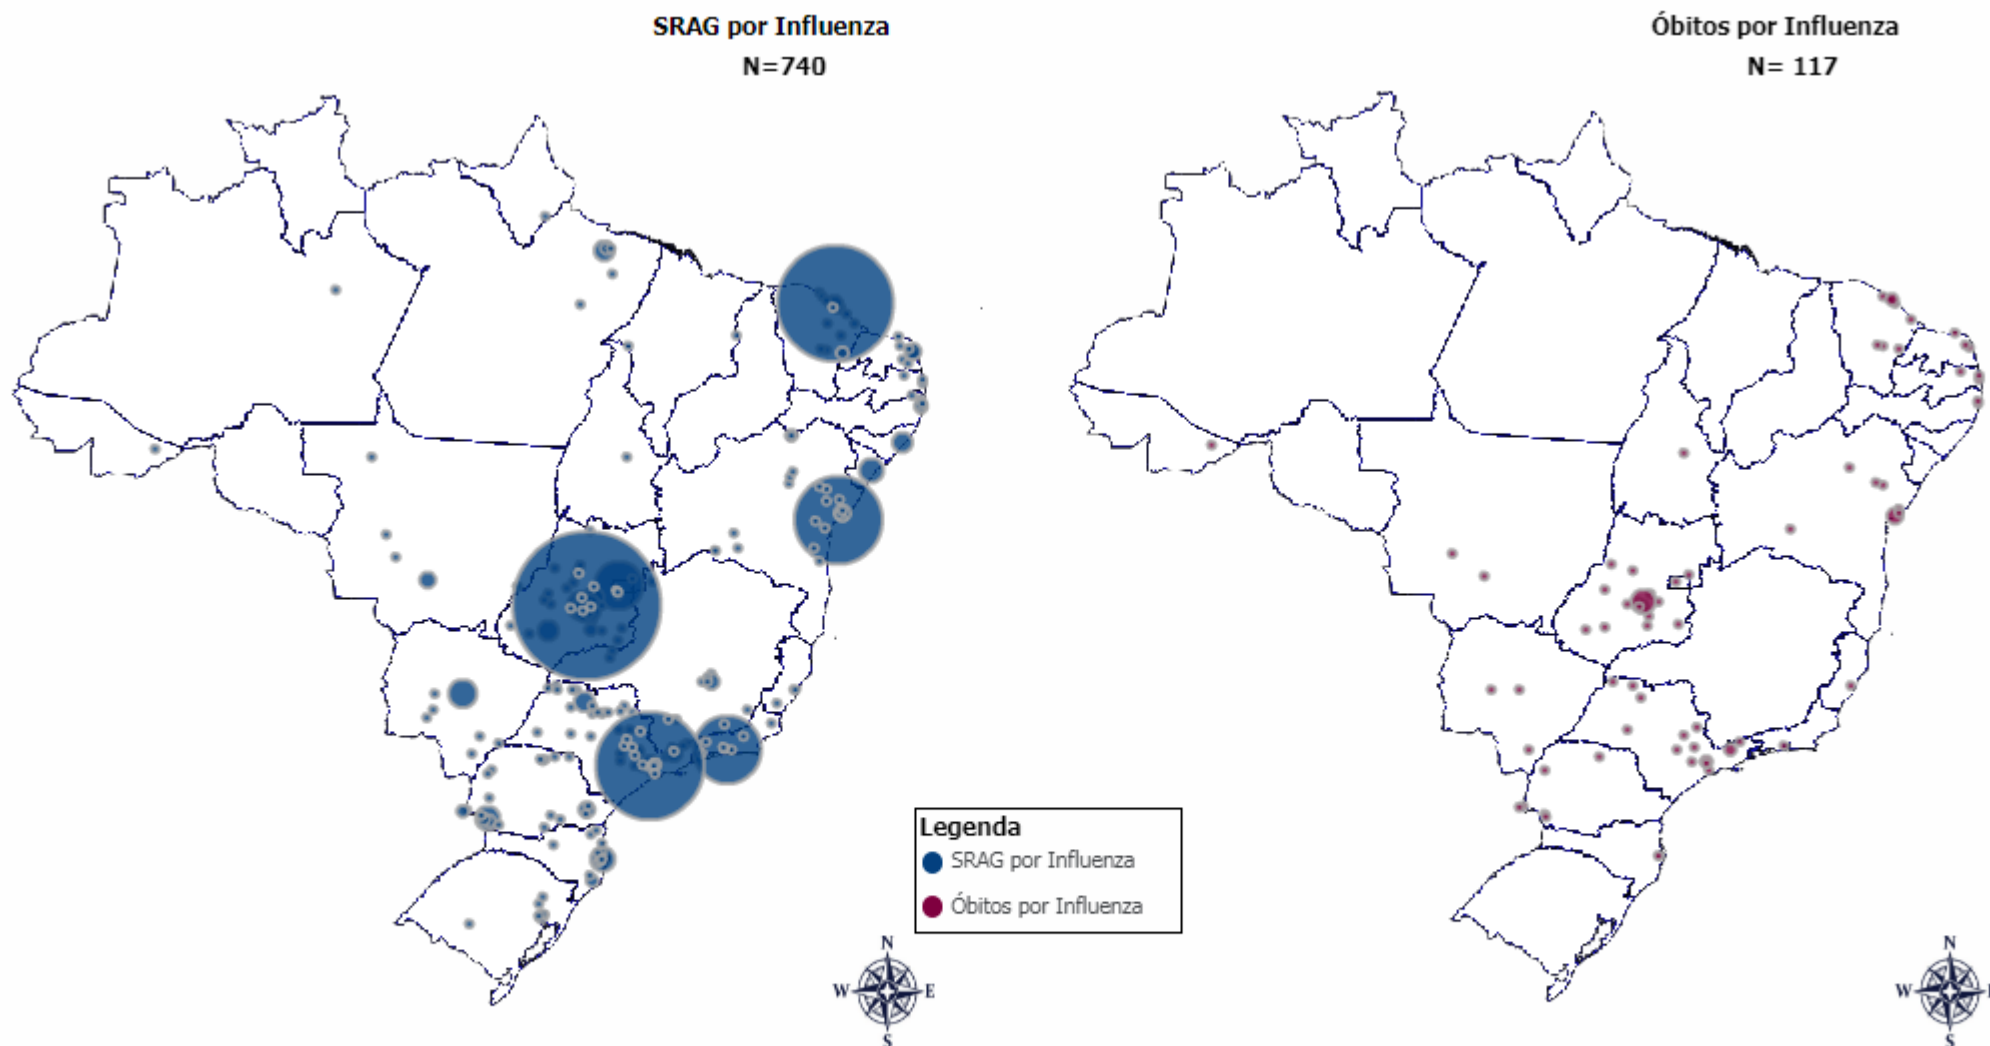 SRAG por Influenza
N=740
Óbitos por Influenza
N= 117
Legenda
SRAG por Influenza
Óbitos por Influenza
N
W E
S
N
W
S